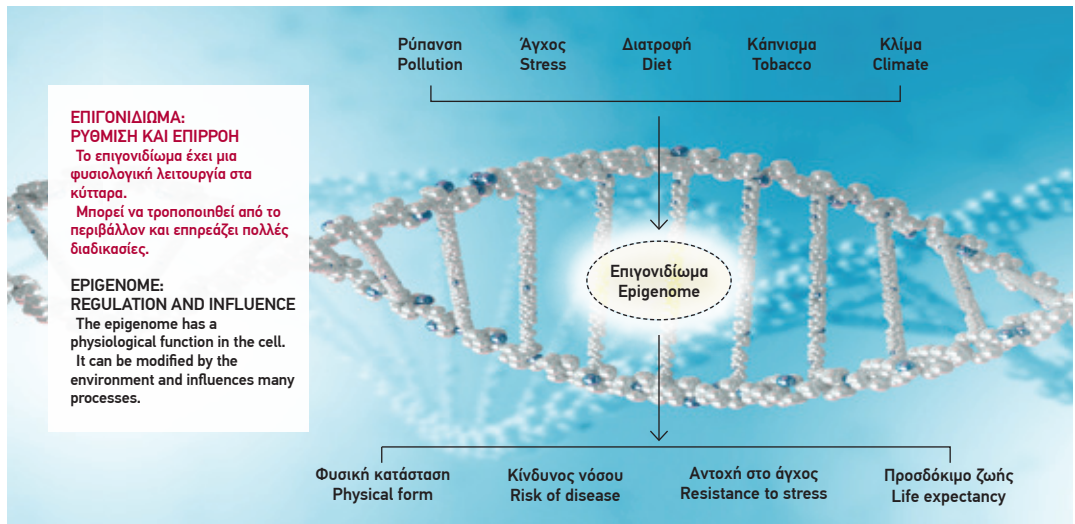 Ρύπανση
Pollution
Άγχος
Stress
Διατροφή
Diet
Κάπνισμα
Tobacco
Κλίμα
Climate
ΕΠΙΓΟΝΙΔΙΩΜΑ:
ΡΥΘΜΙΣΗ ΚΑΙ ΕΠΙΡΡΟΗ
Το επιγονιδίωμα έχει μια
φυσιολογική λειτουργία στα
κύτταρα.
Μπορεί να τροποποιηθεί από το
περιβάλλον και επηρεάζει πολλές
διαδικασίες.
EPIGENOME:
REGULATION AND INFLUENCE
The epigenome has a
physiological function in the cell.
It can be modified by the
environment and influences many
processes.
Επιγονιδίωμα
Epigenome
Φυσική κατάσταση
Physical form
Κίνδυνος νόσου
Risk of disease
Αντοχή στο άγχος
Resistance to stress
Προσδόκιμο ζωής
Life expectancy